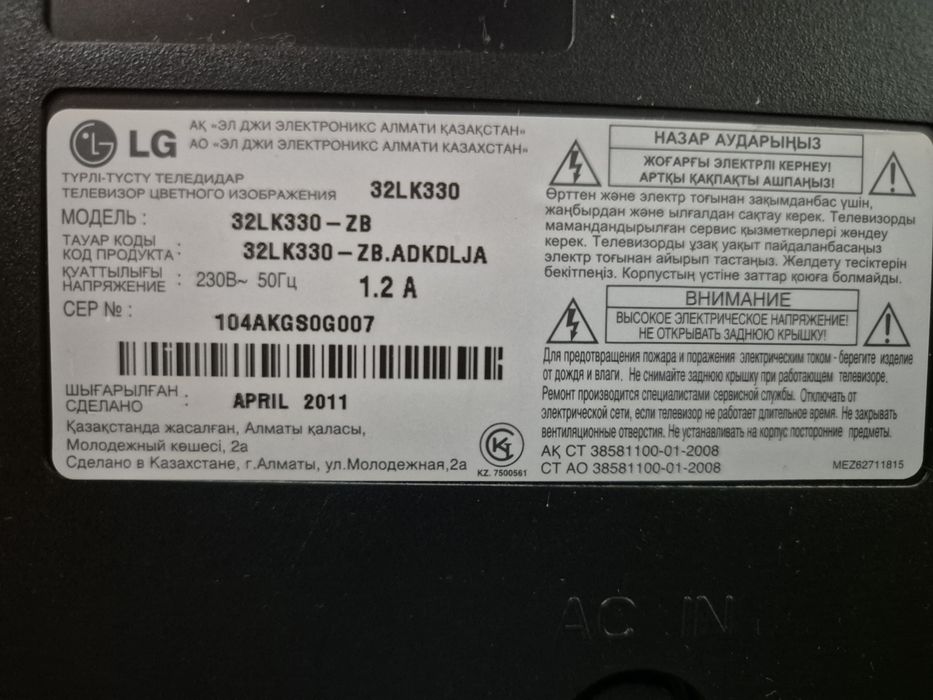 LG
АҚ «ЭЛ ДЖИ ЭЛЕКТРОНИКС АЛМАТИ ҚАЗАҚСТАН»
АО «ЭЛ ДЖИ ЭЛЕКТРОНИКС АЛМАТИ КАЗАХСТАН»
ТҮРЛІ-ТҮСТҮ ТЕЛЕДИДАР
ТЕЛЕВИЗОР ЦВЕТНОГО ИЗОБРАЖЕНИЯ 32LK330
МОДЕЛЬ : 32LK330-ZB
ТАУАР КОДЫ
КОД ПРОДУКТА : 32LK330-ZB.ADKDLJA
ҚУАТТЫЛЫҒЫ
НАПРЯЖЕНИЕ : 230В~ 50Гц 1.2 A
СЕР № :
104AKGS0G007
ШЫҒАРЫЛҒАН
СДЕЛАНО : APRIL 2011
Қазақстанда жасалған, Алматы қаласы,
Молодежный көшесі, 2а
Сделано в Казахстане, г.Алматы, ул.Молодежная,2а
KZ. 7500561
НАЗАР АУДАРЫҢЫЗ
ЖОҒАРҒЫ ЭЛЕКТРЛІ КЕРНЕУ!
АРТҚЫ ҚАҚПАҚТЫ АШПАҢЫЗ!
Өрттен және электр тоғынан зақымданбас үшін,
жаңбырдан және ылғалдан сақтау керек. Телевизорды
мамандандырылған сервис қызметкерлері жөндеу
керек. Телевизорды ұзақ уақыт пайдаланбасаңыз
электр тоғынан айырып тастаңыз. Желдету тесіктерін
бекітпеңіз. Корпустың үстіне заттар қоюға болмайды.
ВНИМАНИЕ
ВЫСОКОЕ ЭЛЕКТРИЧЕСКОЕ НАПРЯЖЕНИЕ!
НЕ ОТКРЫВАТЬ ЗАДНЮЮ КРЫШКУ!
Для предотвращения пожара и поражения электрическим током - берегите изделие
от дождя и влаги. Не снимайте заднюю крышку при работающем телевизоре.
Ремонт производится специалистами сервисной службы. Отключать от
электрической сети, если телевизор не работает длительное время. Не закрывать
вентиляционные отверстия. Не устанавливать на корпус посторонние предметы.
АҚ СТ 38581100-01-2008
СТ АО 38581100-01-2008
MEZ62711815
AC IN